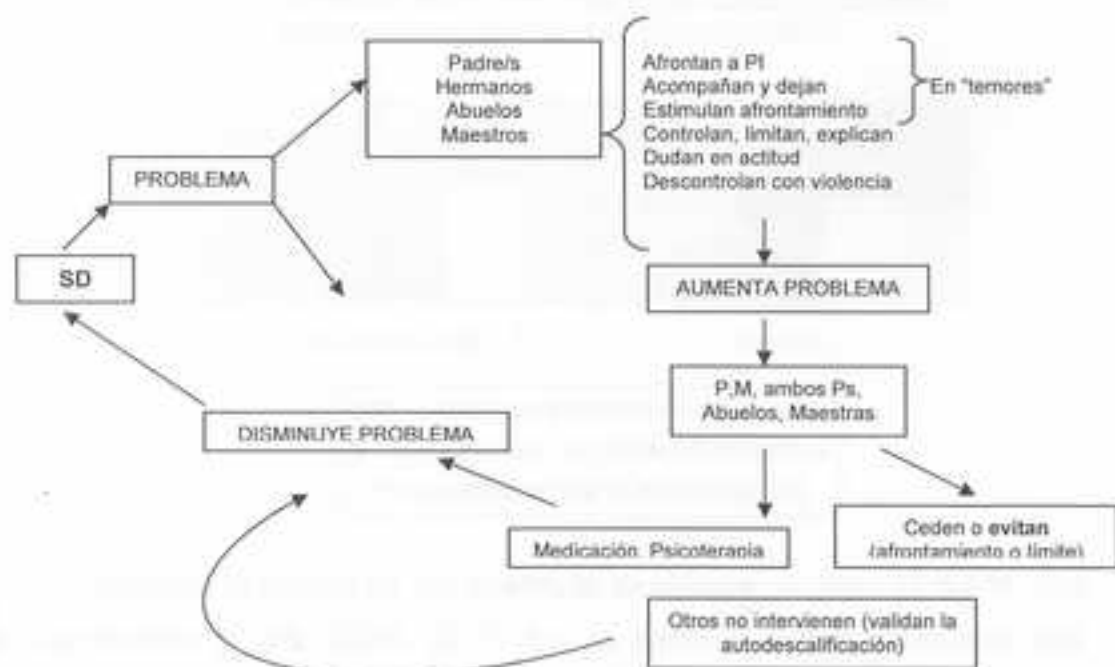 Padre/s
Hermanos
Abuelos
Maestros
Afrontan a PI
Acompañan y dejan
Estimulan afrontamiento
Controlan, limitan, explican
Dudan en actitud
Descontrolan con violencia
En "temores"
PROBLEMA
SD
AUMENTA PROBLEMA
P,M, ambos Ps,
Abuelos, Maestras
DISMINUYE PROBLEMA
Medicación Psicoterapia
Ceden o evitan
(afrontamiento o límite)
Otros no intervienen (validan la
autodescalificación)